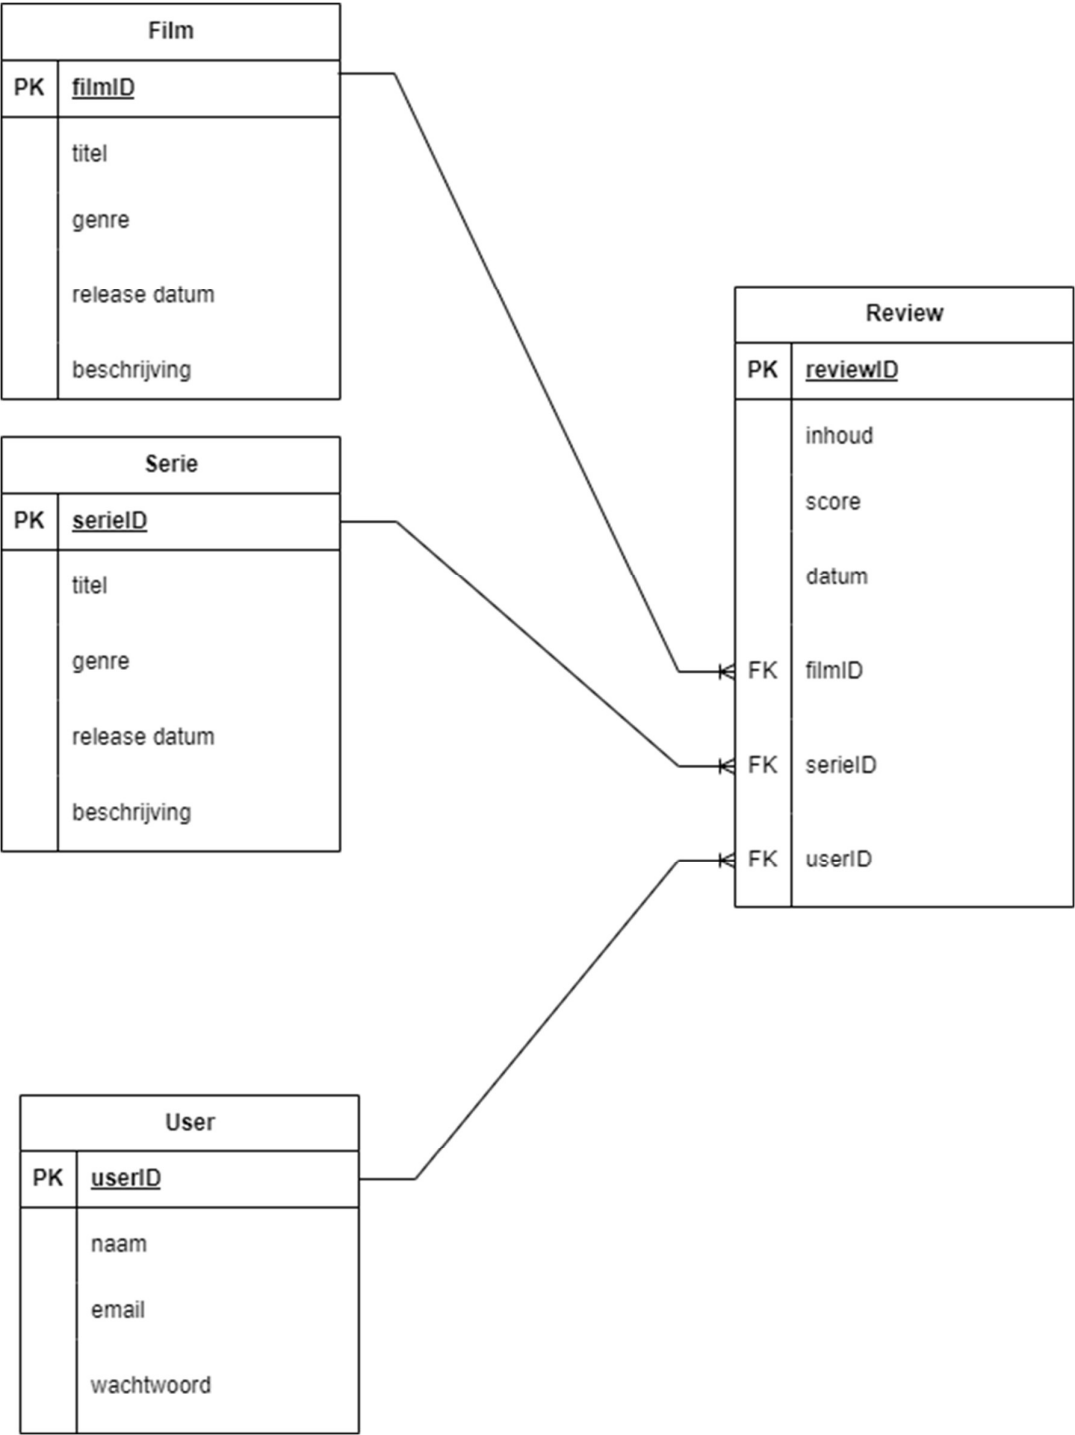 Film
PK filmID
titel
genre
release datum
beschrijving
Serie
PK serieID
titel
genre
release datum
beschrijving
Review
PK reviewID
inhoud
score
datum
FK filmID
FK serieID
FK userID
User
PK userID
naam
email
wachtwoord